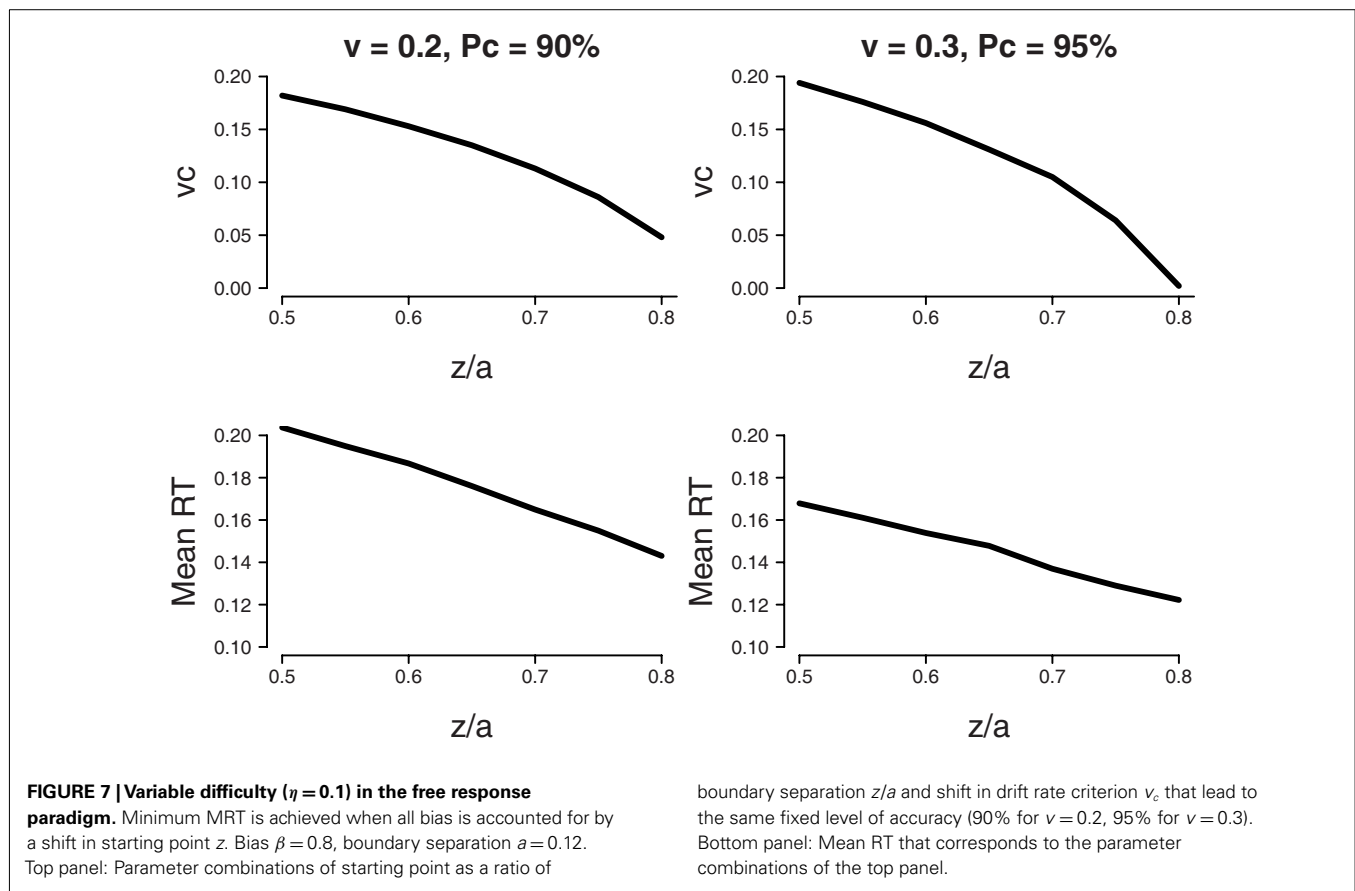 v = 0.2, Pc = 90%
0.20
0.15
0.10
0.05
0.00
vc
0.5
0.6
0.7
0.8
z/a
v = 0.3, Pc = 95%
0.20
0.15
0.10
0.05
0.00
vc
0.5
0.6
0.7
0.8
z/a
0.20
0.18
0.16
0.14
0.12
0.10
Mean RT
0.5
0.6
0.7
0.8
z/a
0.20
0.18
0.16
0.14
0.12
0.10
Mean RT
0.5
0.6
0.7
0.8
z/a
FIGURE 7 | Variable difficulty (η = 0.1) in the free response
paradigm. Minimum MRT is achieved when all bias is accounted for by
a shift in starting point z. Bias β = 0.8, boundary separation a = 0.12.
Top panel: Parameter combinations of starting point as a ratio of
boundary separation z/a and shift in drift rate criterion vc that lead to
the same fixed level of accuracy (90% for v = 0.2, 95% for v = 0.3).
Bottom panel: Mean RT that corresponds to the parameter
combinations of the top panel.